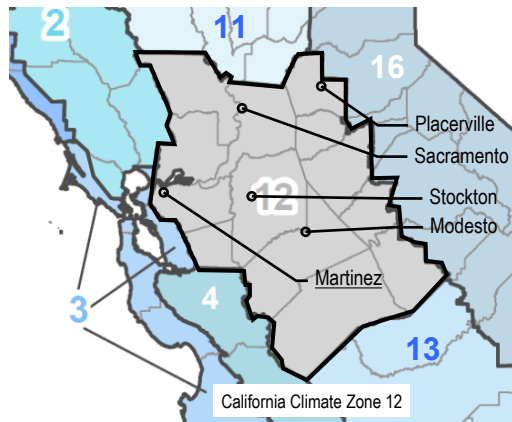 2
11
16
Placerville
Sacramento
12
Stockton
Modesto
Martinez
3
4
13
California Climate Zone 12